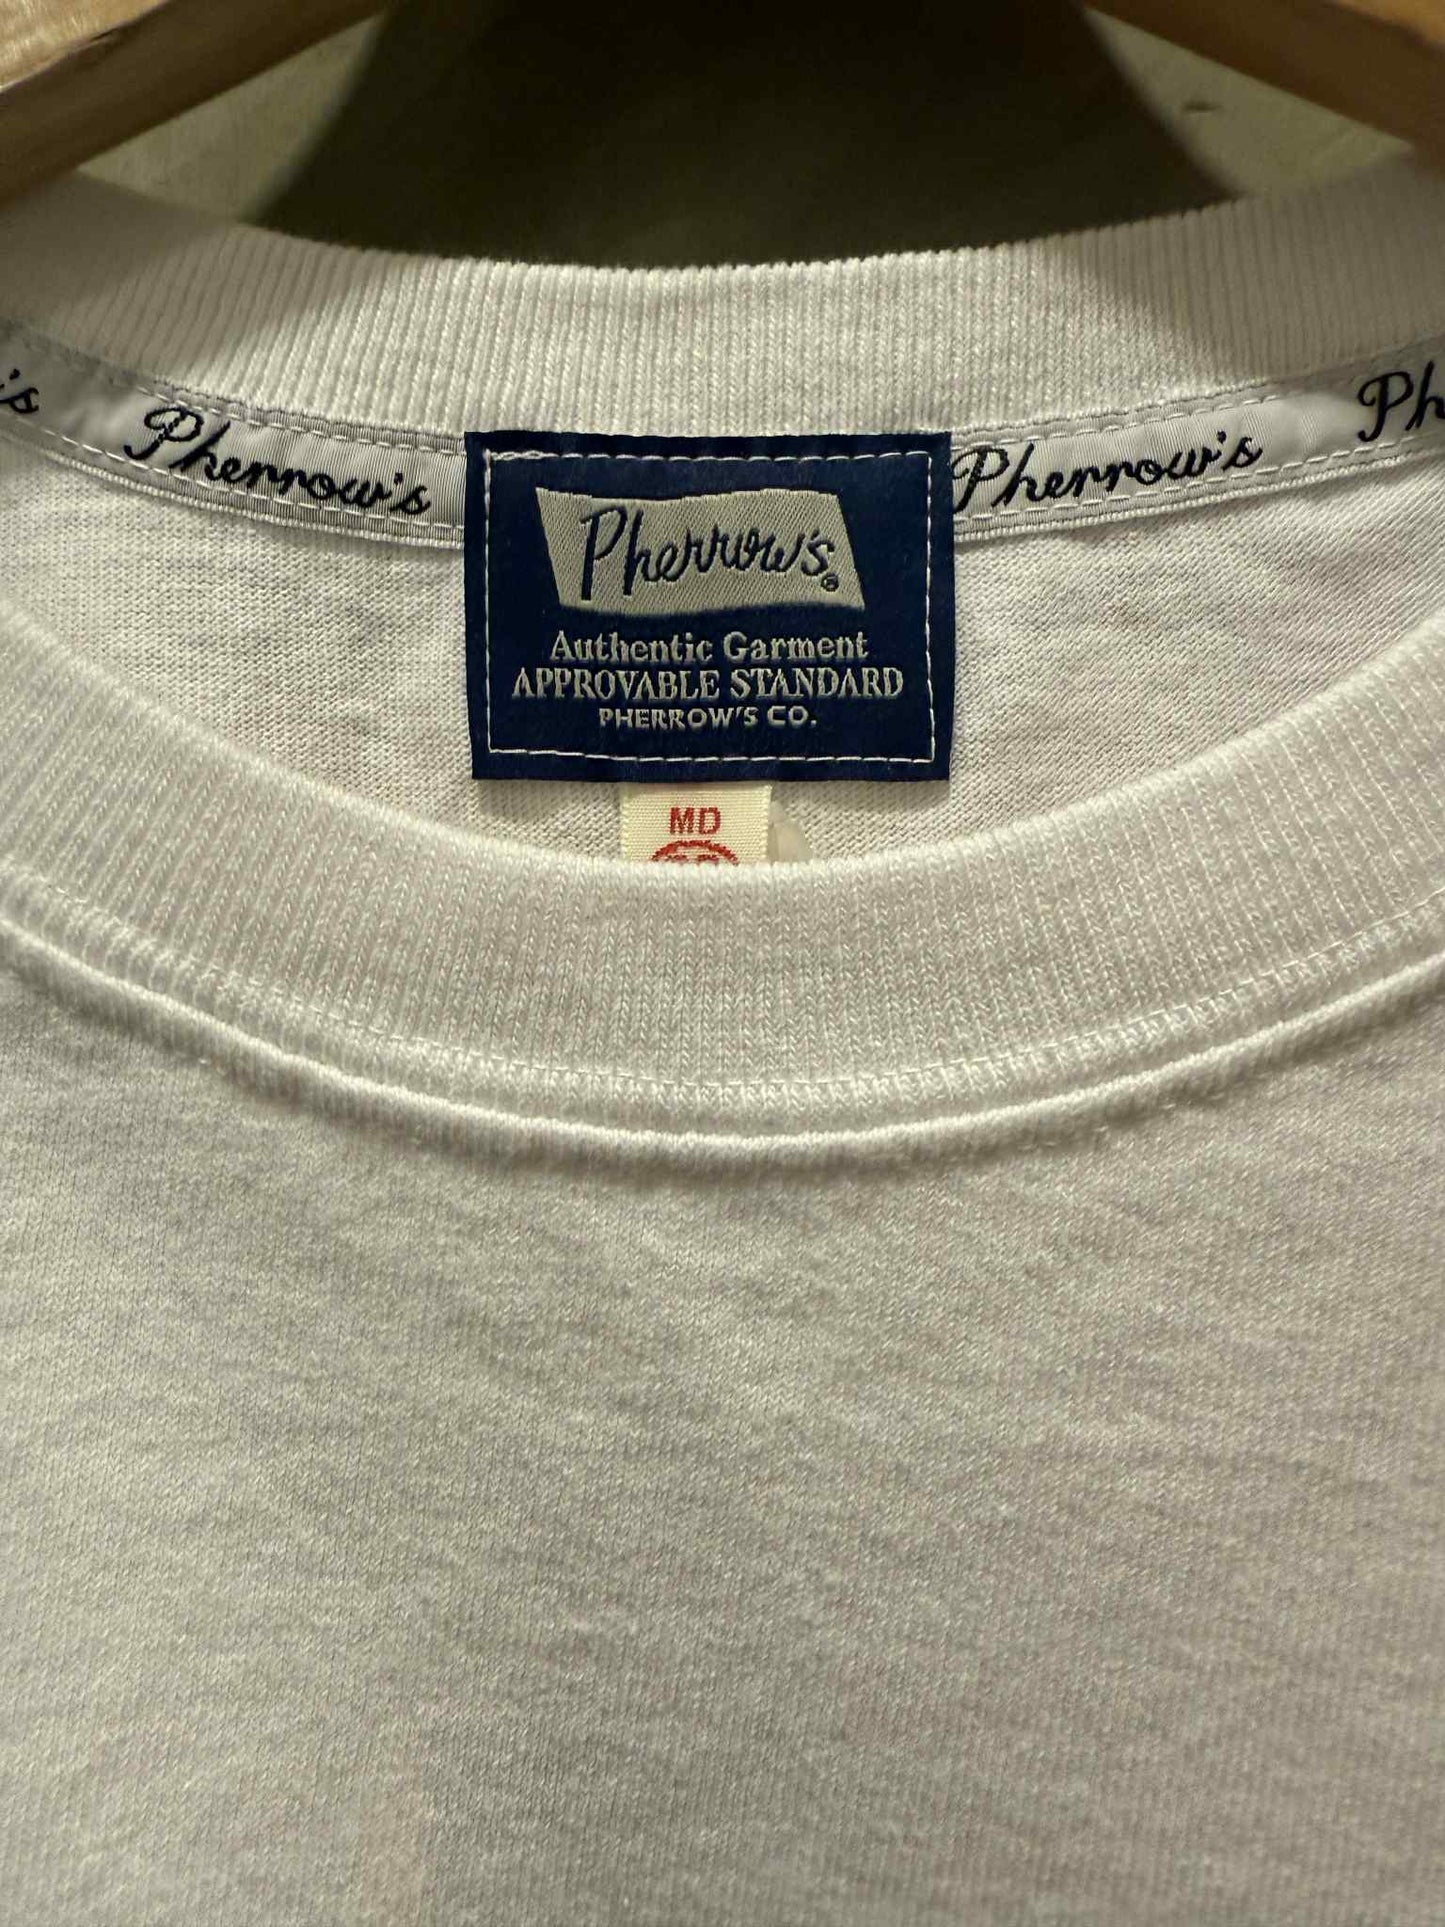 Pherrow's
Pherrow's
Pherrow's®
Authentic Garment
APPROVABLE STANDARD
PHERROW'S CO.
MD